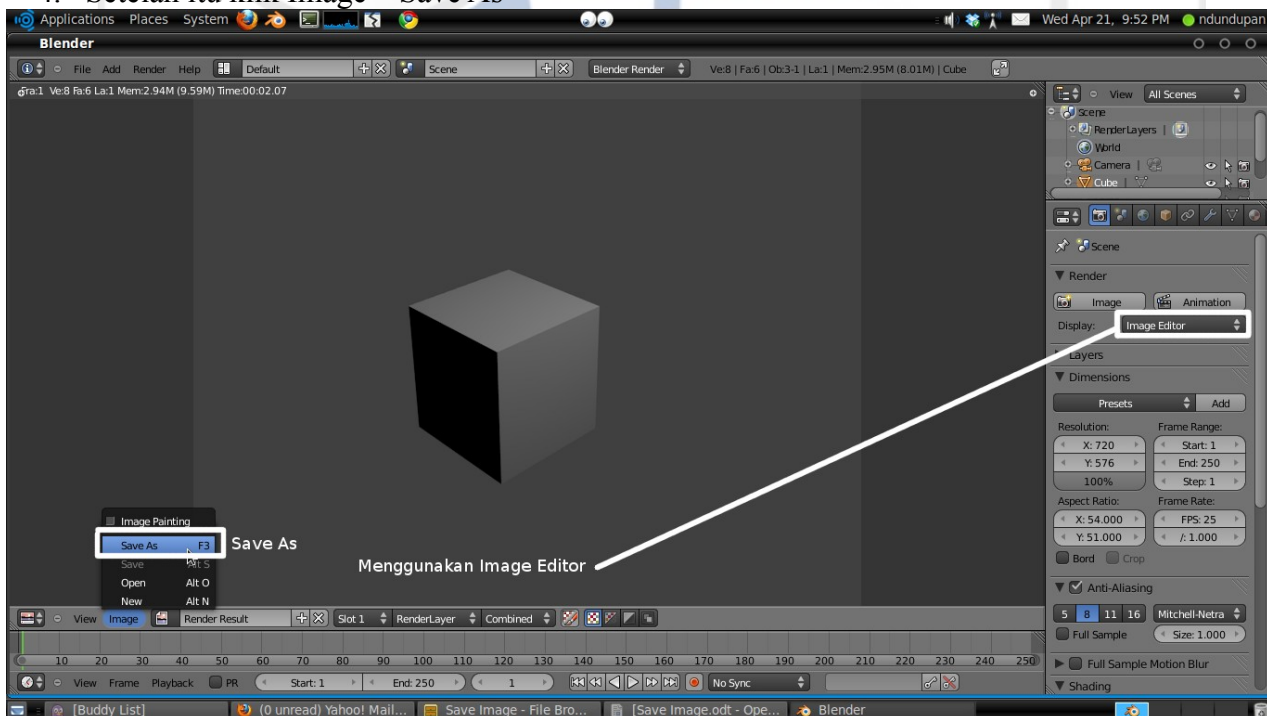 4. Setelah itu link Image - Save As
Applications Places System Wed Apr 21, 9:52 PM ndundupan
Blender
File Add Render Help Default Scene Blender Render Ve:8 | Fa:6 | Ob:3-1 | La:1 | Mem:2.95M (8.01M) | Cube
Fra:1 Ve:8 Fa:6 La:1 Mem:2.94M (9.59M) Time:00:02.07
View All Scenes
Scene
RenderLayers |
World
Camera |
Cube |
Scene
Render
Image Animation
Display: Image Editor
Layers
Dimensions
Presets Add
Resolution: Frame Range:
X: 720 Start: 1
Y: 576 End: 250
100% Step: 1
Aspect Ratio: Frame Rate:
X: 54.000 FPS: 25
Y: 51.000 /: 1.000
Bord Crop
Anti-Aliasing
5 8 11 16 Mitchell-Netra
Full Sample Size: 1.000
Full Sample Motion Blur
Shading
Image Painting
Save As F3 Save As
Save Alt S
Open Alt O
New Alt N
Menggunakan Image Editor
View Image Render Result Slot 1 RenderLayer Combined
10 20 30 40 50 60 70 80 90 100 110 120 130 140 150 160 170 180 190 200 210 220 230 240 250
View Frame Playback PR Start: 1 End: 250 1 No Sync
[Buddy List] (0 unread) Yahoo! Mail... Save Image - File Bro... [Save Image.odt - Ope... Blender